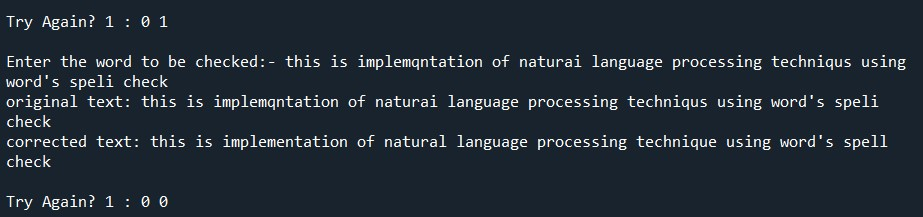 Try Again? 1 : 0 1
Enter the word to be checked:- this is implemqntation of naturai language processing techniqus using
word's speli check
original text: this is implemqntation of naturai language processing techniqus using word's speli
check
corrected text: this is implementation of natural language processing technique using word's spell
check
Try Again? 1 : 0 0